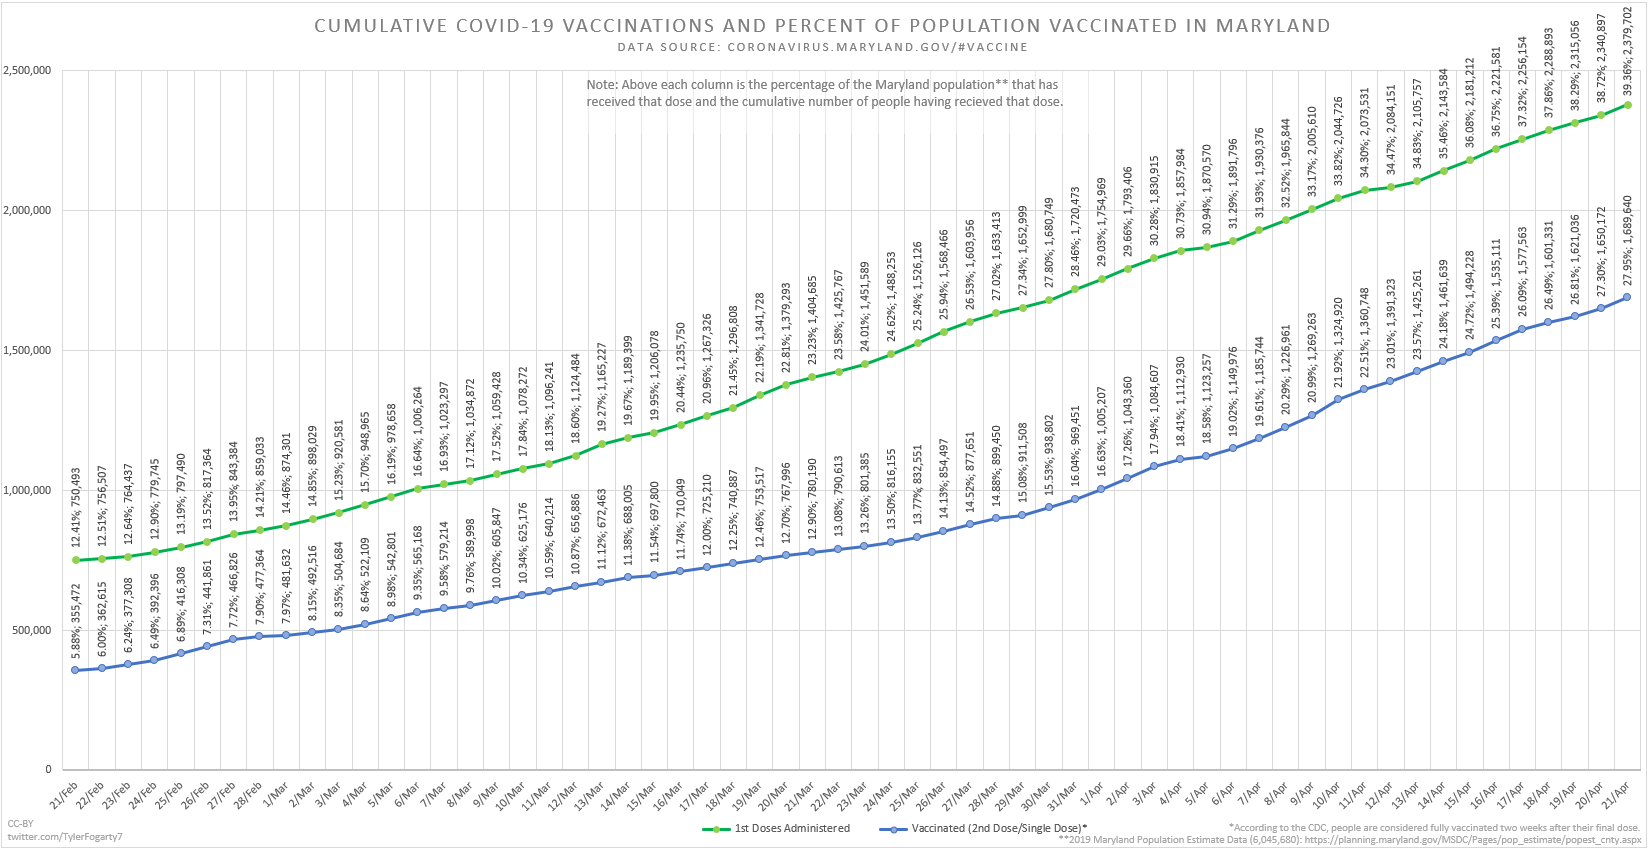 CUMULATIVE COVID-19 VACCINATIONS AND PERCENT OF POPULATION VACCINATED IN MARYLAND
DATA SOURCE: CORONAVIRUS.MARYLAND.GOV/#VACCINE
Note: Above each column is the percentage of the Maryland population** that has
received that dose and the cumulative number of people having recieved that dose.
2,500,000
2,000,000
1,500,000
1,000,000
500,000
0
12.41%; 750,493
12.51%; 756,507
12.64%; 764,437
12.90%; 779,745
13.19%; 797,490
13.52%; 817,364
13.95%; 843,384
14.21%; 859,033
14.46%; 874,301
14.85%; 898,029
15.23%; 920,581
15.70%; 948,965
16.19%; 978,658
16.64%; 1,006,264
16.93%; 1,023,297
17.12%; 1,034,872
17.52%; 1,059,428
17.84%; 1,078,272
18.13%; 1,096,241
18.60%; 1,124,484
19.27%; 1,165,227
19.67%; 1,189,399
19.95%; 1,206,078
20.44%; 1,235,750
20.96%; 1,267,326
21.45%; 1,296,808
22.19%; 1,341,728
22.81%; 1,379,293
23.23%; 1,404,685
23.58%; 1,425,767
24.01%; 1,451,589
24.62%; 1,488,253
25.24%; 1,526,126
25.94%; 1,568,466
26.53%; 1,603,956
27.02%; 1,633,413
27.34%; 1,652,999
27.80%; 1,680,749
28.46%; 1,720,473
29.03%; 1,754,969
29.66%; 1,793,406
30.28%; 1,830,915
30.73%; 1,857,984
30.94%; 1,870,570
31.29%; 1,891,796
31.93%; 1,930,376
32.52%; 1,965,844
33.17%; 2,005,610
33.82%; 2,044,726
34.30%; 2,073,531
34.47%; 2,084,151
34.83%; 2,105,757
35.46%; 2,143,584
36.08%; 2,181,212
36.75%; 2,221,581
37.32%; 2,256,154
37.86%; 2,288,893
38.29%; 2,315,056
38.72%; 2,340,897
39.36%; 2,379,702
5.88%; 355,472
6.00%; 362,615
6.24%; 377,308
6.49%; 392,396
6.89%; 416,308
7.31%; 441,861
7.72%; 466,826
7.90%; 477,364
7.97%; 481,632
8.15%; 492,516
8.35%; 504,684
8.64%; 522,109
8.98%; 542,801
9.35%; 565,168
9.58%; 579,214
9.76%; 589,998
10.02%; 605,847
10.34%; 625,176
10.59%; 640,214
10.87%; 656,886
11.12%; 672,463
11.38%; 688,005
11.54%; 697,800
11.74%; 710,049
12.00%; 725,210
12.25%; 740,887
12.46%; 753,517
12.70%; 767,996
12.90%; 780,190
13.08%; 790,613
13.26%; 801,385
13.50%; 816,155
13.77%; 832,551
14.13%; 854,497
14.52%; 877,651
14.88%; 899,450
15.08%; 911,508
15.53%; 938,802
16.04%; 969,451
16.63%; 1,005,207
17.26%; 1,043,360
17.94%; 1,084,607
18.41%; 1,112,930
18.58%; 1,123,257
19.02%; 1,149,976
19.61%; 1,185,744
20.29%; 1,226,961
20.99%; 1,269,263
21.92%; 1,324,920
22.51%; 1,360,748
23.01%; 1,391,323
23.57%; 1,425,261
24.18%; 1,461,639
24.72%; 1,494,228
25.39%; 1,535,111
26.09%; 1,577,563
26.49%; 1,601,331
26.81%; 1,621,036
27.30%; 1,650,172
27.95%; 1,689,640
21/Feb
22/Feb
23/Feb
24/Feb
25/Feb
26/Feb
27/Feb
28/Feb
1/Mar
2/Mar
3/Mar
4/Mar
5/Mar
6/Mar
7/Mar
8/Mar
9/Mar
10/Mar
11/Mar
12/Mar
13/Mar
14/Mar
15/Mar
16/Mar
17/Mar
18/Mar
19/Mar
20/Mar
21/Mar
22/Mar
23/Mar
24/Mar
25/Mar
26/Mar
27/Mar
28/Mar
29/Mar
30/Mar
31/Mar
1/Apr
2/Apr
3/Apr
4/Apr
5/Apr
6/Apr
7/Apr
8/Apr
9/Apr
10/Apr
11/Apr
12/Apr
13/Apr
14/Apr
15/Apr
16/Apr
17/Apr
18/Apr
19/Apr
20/Apr
21/Apr
CC-BY
twitter.com/TylerFogarty7
1st Doses Administered
Vaccinated (2nd Dose/Single Dose)*
*According to the CDC, people are considered fully vaccinated two weeks after their final dose.
**2019 Maryland Population Estimate Data (6,045,680): https://planning.maryland.gov/MSDC/Pages/pop_estimate/popest_cnty.aspx